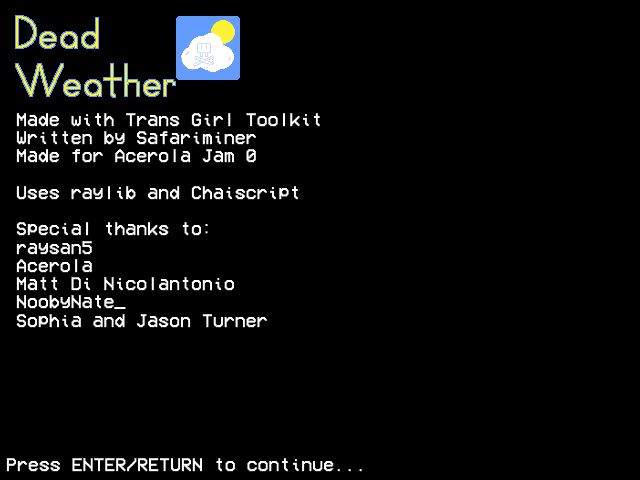 Dead
Weather
Made with Trans Girl Toolkit
Written by Safariminer
Made for Acerola Jam 0
Uses raylib and Chaiscript
Special thanks to:
raysan5
Acerola
Matt Di Nicolantonio
NoobyNate_
Sophia and Jason Turner
Press ENTER/RETURN to continue...